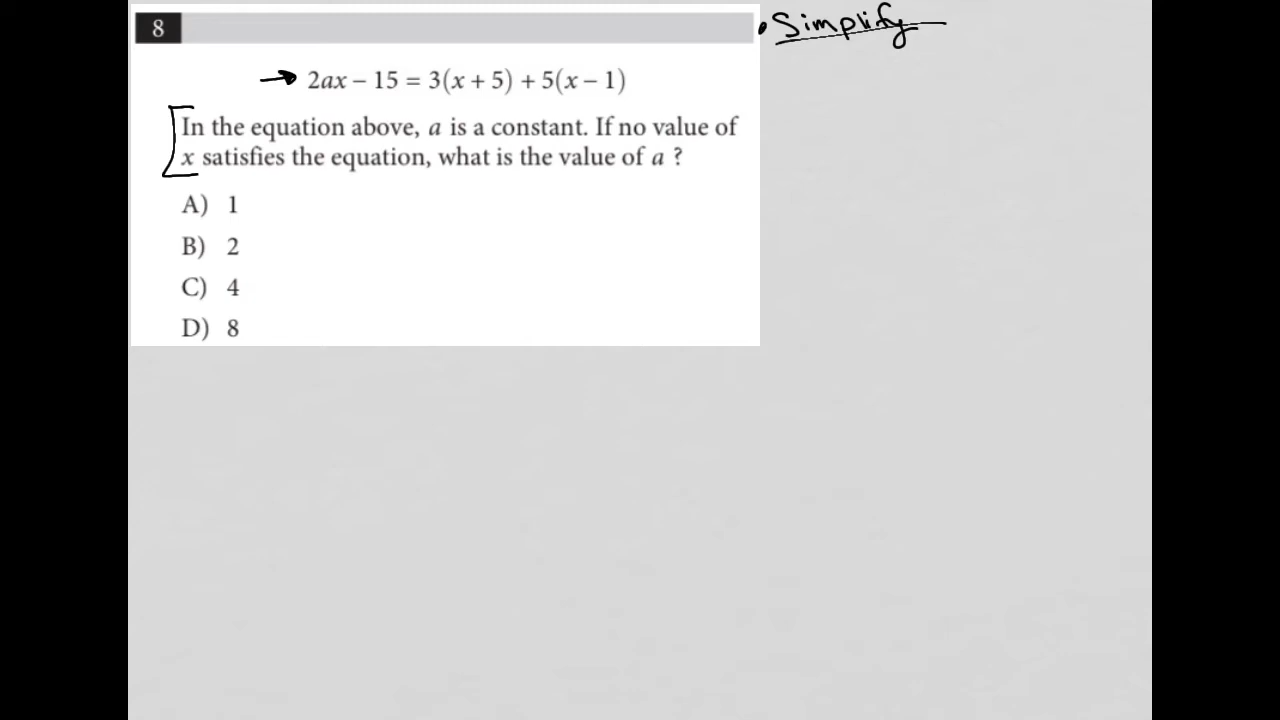 8
• Simplify
2ax – 15 = 3(x + 5) + 5(x – 1)
In the equation above, a is a constant. If no value of
x satisfies the equation, what is the value of a ?
A) 1
B) 2
C) 4
D) 8